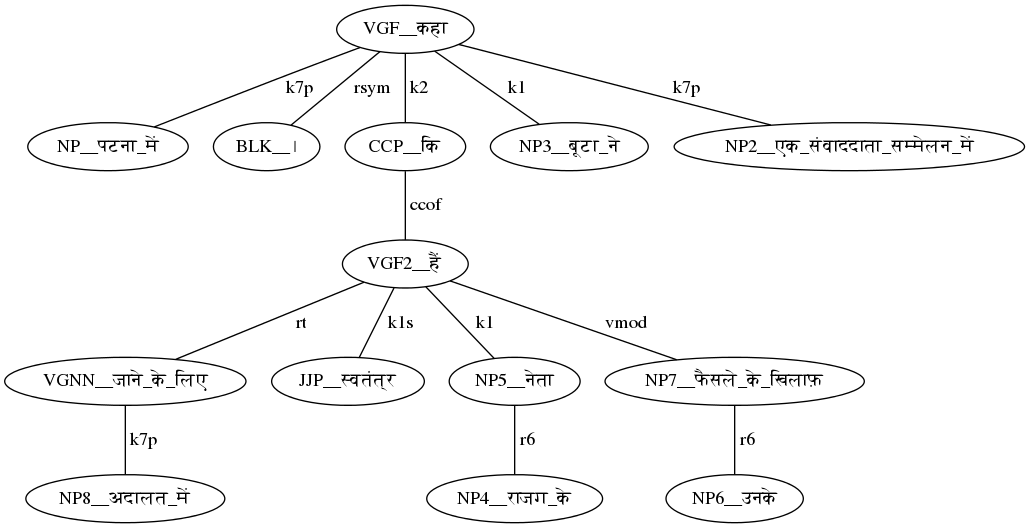 VGF__कहा
k7p rsym k2 k1 k7p
NP__पटना_में BLK__। CCP__कि NP3__बूटा_ने NP2__एक_संवाददाता_सम्मेलन_में
ccof
VGF2__हैं
rt k1s k1 vmod
VGNN__जाने_के_लिए JJP__स्वतंत्र NP5__नेता NP7__फैसले_के_खिलाफ़
k7p r6 r6
NP8__अदालत_में NP4__राजग_के NP6__उनके